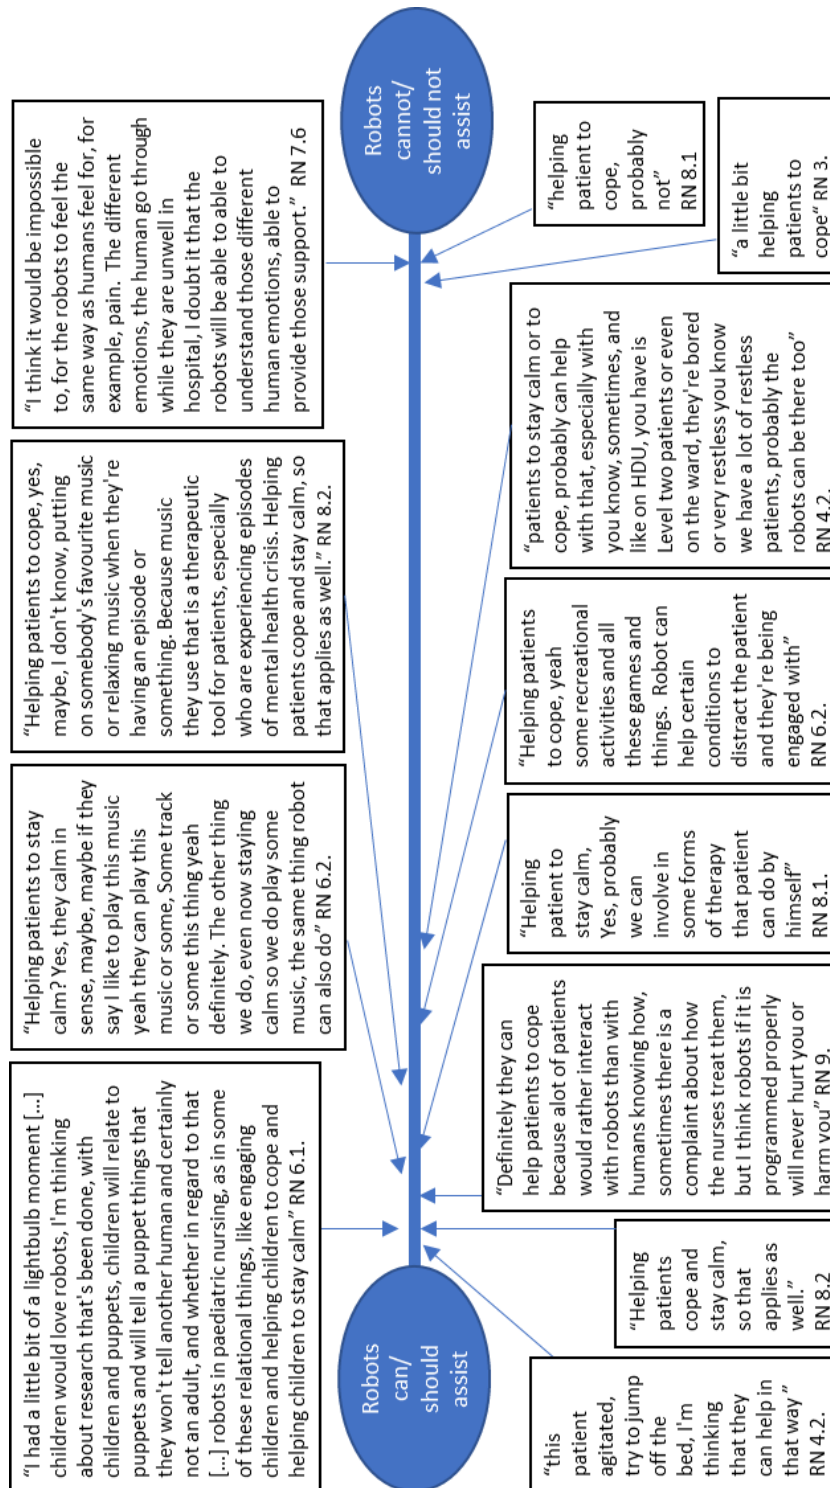 “I had a little bit of a lightbulb moment [...]
children would love robots, I'm thinking
about research that's been done, with
children and puppets, children will relate to
puppets and will tell a puppet things that
they won't tell another human and certainly
not an adult, and whether in regard to that
[...] robots in paediatric nursing, as in some
of these relational things, like engaging
children and helping children to cope and
helping children to stay calm” RN 6.1.
“Helping patients to stay
calm? Yes, they calm in
sense, maybe, maybe if they
say I like to play this music
yeah they can play this
music or some, Some track
or some this thing yeah
definitely. The other thing
we do, even now staying
calm so we do play some
music, the same thing robot
can also do” RN 6.2.
“Helping patients to cope, yes,
maybe, I don't know, putting
on somebody's favourite music
or relaxing music when they're
having an episode or
something. Because music
they use that is a therapeutic
tool for patients, especially
who are experiencing episodes
of mental health crisis. Helping
patients cope and stay calm, so
that applies as well.” RN 8.2.
“I think it would be impossible
to, for the robots to feel the
same way as humans feel for, for
example, pain. The different
emotions, the human go through
while they are unwell in
hospital, I doubt it that the
robots will be able to able to
understand those different
human emotions, able to
provide those support.” RN 7.6
Robots
can/
should
assist
Robots
cannot/
should not
assist
“this
patient
agitated,
try to jump
off the
bed, I'm
thinking
that they
can help in
that way ”
RN 4.2.
“Helping
patients
cope and
stay calm,
so that
applies as
well.”
RN 8.2
“Definitely they can
help patients to cope
because alot of patients
would rather interact
with robots than with
humans knowing how,
sometimes there is a
complaint about how
the nurses treat them,
but I think robots if it is
programmed properly
will never hurt you or
harm you” RN 9.
“Helping
patient to
stay calm,
Yes, probably
we can
involve in
some forms
of therapy
that patient
can do by
himself”
RN 8.1.
“Helping patients
to cope, yeah
some recreational
activities and all
these games and
things. Robot can
help certain
conditions to
distract the patient
and they're being
engaged with”
RN 6.2.
“patients to stay calm or to
cope, probably can help
with that, especially with
you know, sometimes, and
like on HDU, you have is
Level two patients or even
on the ward, they're bored
or very restless you know
we have a lot of restless
patients, probably the
robots can be there too”
RN 4.2.
“helping
patient to
cope,
probably
not”
RN 8.1
“a little bit
helping
patients to
cope“ RN 3.